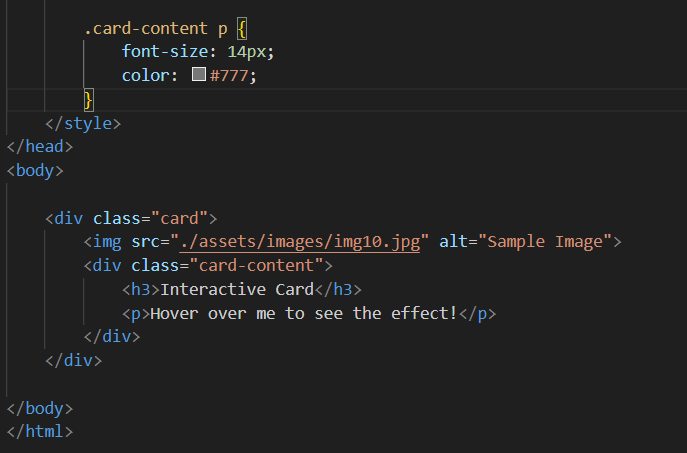 .card-content p {
font-size: 14px;
color: #777;
}
</style>
</head>
<body>
<div class="card">
<img src="./assets/images/img10.jpg" alt="Sample Image">
<div class="card-content">
<h3>Interactive Card</h3>
<p>Hover over me to see the effect!</p>
</div>
</div>
</body>
</html>